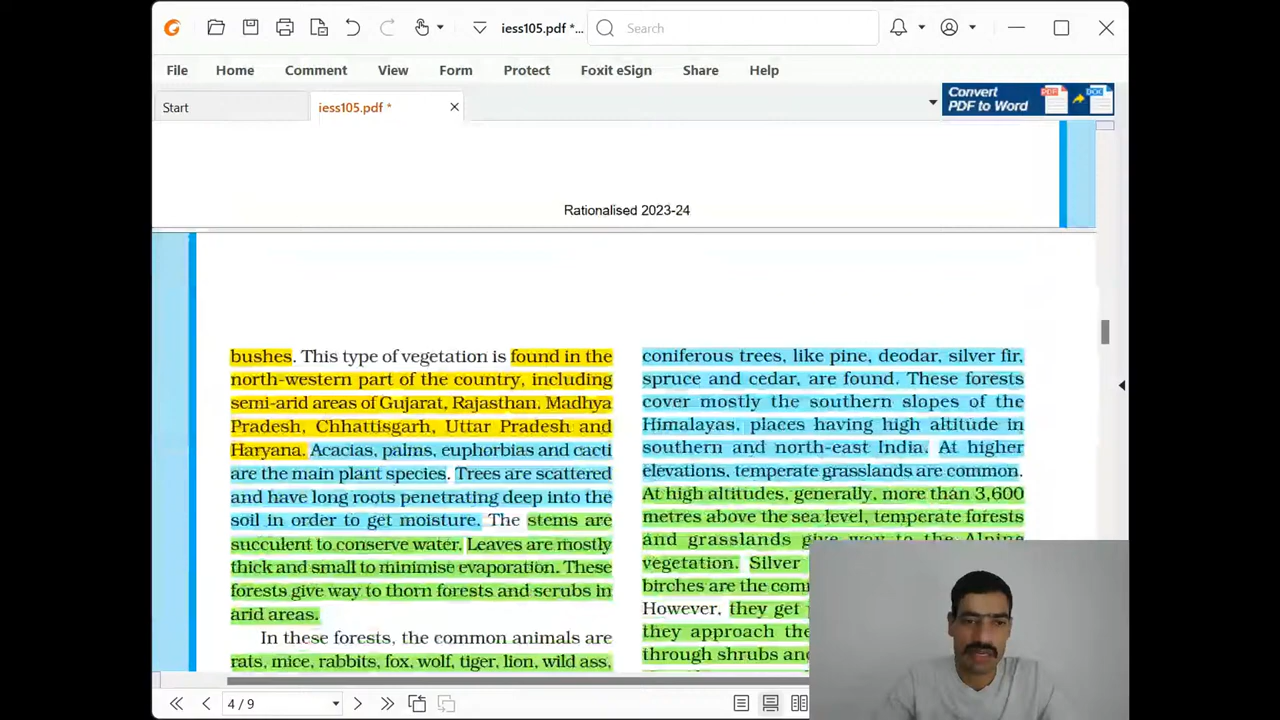 iess105.pdf *...
Search
File
Home
Comment
View
Form
Protect
Foxit eSign
Share
Help
Start
iess105.pdf *
Convert
PDF to Word
PDF
DOC
Rationalised 2023-24
bushes. This type of vegetation is found in the
north-western part of the country, including
semi-arid areas of Gujarat, Rajasthan, Madhya
Pradesh, Chhattisgarh, Uttar Pradesh and
Haryana. Acacias, palms, euphorbias and cacti
are the main plant species. Trees are scattered
and have long roots penetrating deep into the
soil in order to get moisture. The stems are
succulent to conserve water. Leaves are mostly
thick and small to minimise evaporation. These
forests give way to thorn forests and scrubs in
arid areas.
In these forests, the common animals are
rats, mice, rabbits, fox, wolf, tiger, lion, wild ass,
coniferous trees, like pine, deodar, silver fir,
spruce and cedar, are found. These forests
cover mostly the southern slopes of the
Himalayas, places having high altitude in
southern and north-east India. At higher
elevations, temperate grasslands are common.
At high altitudes, generally, more than 3,600
metres above the sea level, temperate forests
and grasslands give way to the Alpine
vegetation. Silver
birches are the com
However, they get
they approach the
through shrubs and
4 / 9